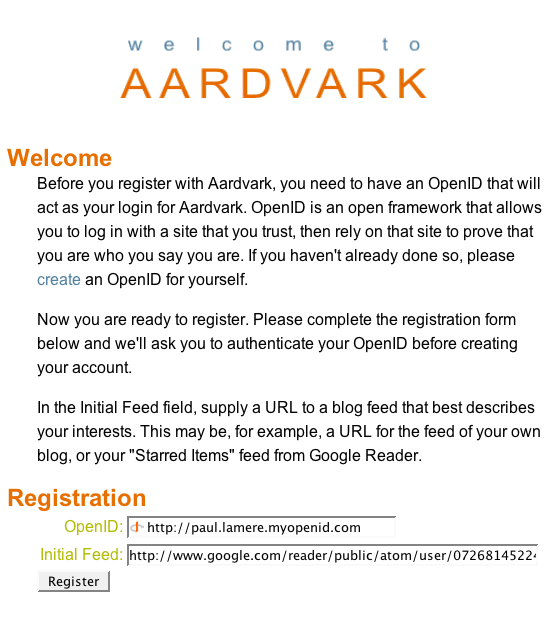 welcome to
AARDVARK
Welcome
Before you register with Aardvark, you need to have an OpenID that will
act as your login for Aardvark. OpenID is an open framework that allows
you to log in with a site that you trust, then rely on that site to prove that
you are who you say you are. If you haven't already done so, please
create an OpenID for yourself.
Now you are ready to register. Please complete the registration form
below and we'll ask you to authenticate your OpenID before creating
your account.
In the Initial Feed field, supply a URL to a blog feed that best describes
your interests. This may be, for example, a URL for the feed of your own
blog, or your "Starred Items" feed from Google Reader.
Registration
OpenID: http://paul.lamere.myopenid.com
Initial Feed: http://www.google.com/reader/public/atom/user/07268145224
Register